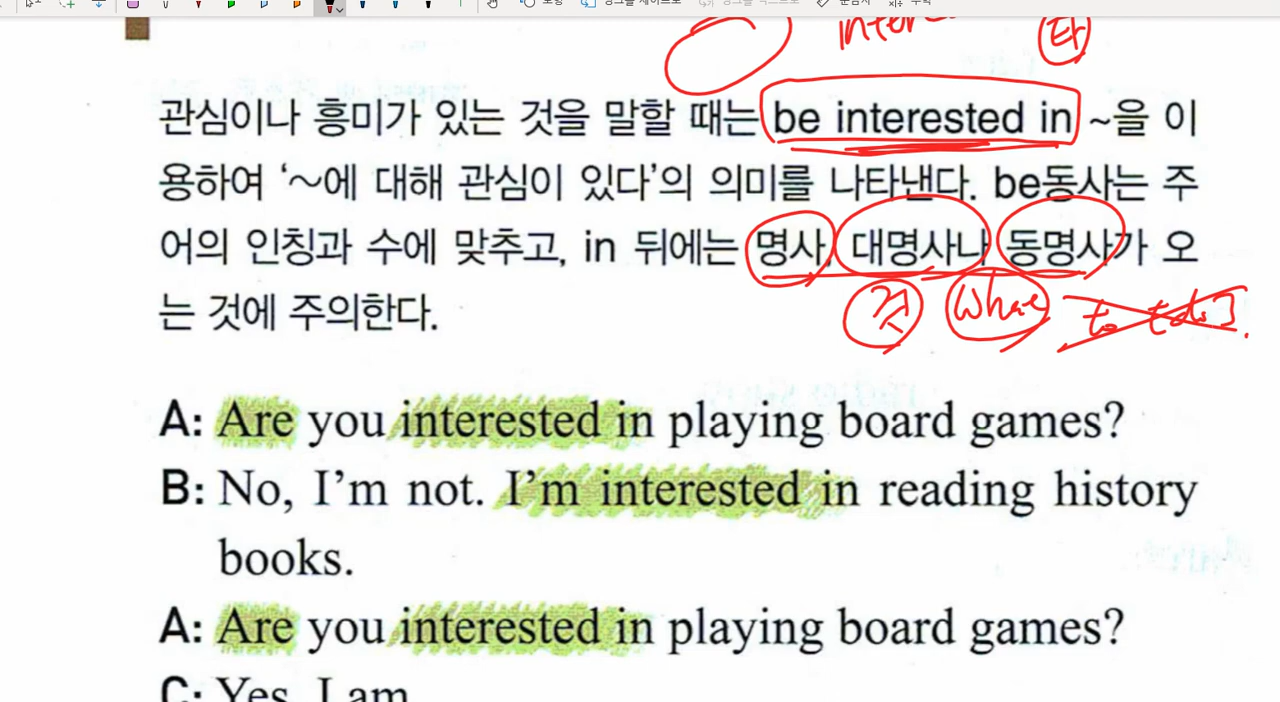 관심이나 흥미가 있는 것을 말할 때는 be interested in ~을 이
용하여 ‘~에 대해 관심이 있다’의 의미를 나타낸다. be동사는 주
어의 인칭과 수에 맞추고, in 뒤에는 명사, 대명사나 동명사가 오
는 것에 주의한다.
것 What
A: Are you interested in playing board games?
B: No, I’m not. I’m interested in reading history
books.
A: Are you interested in playing board games?
C: Yes, I am